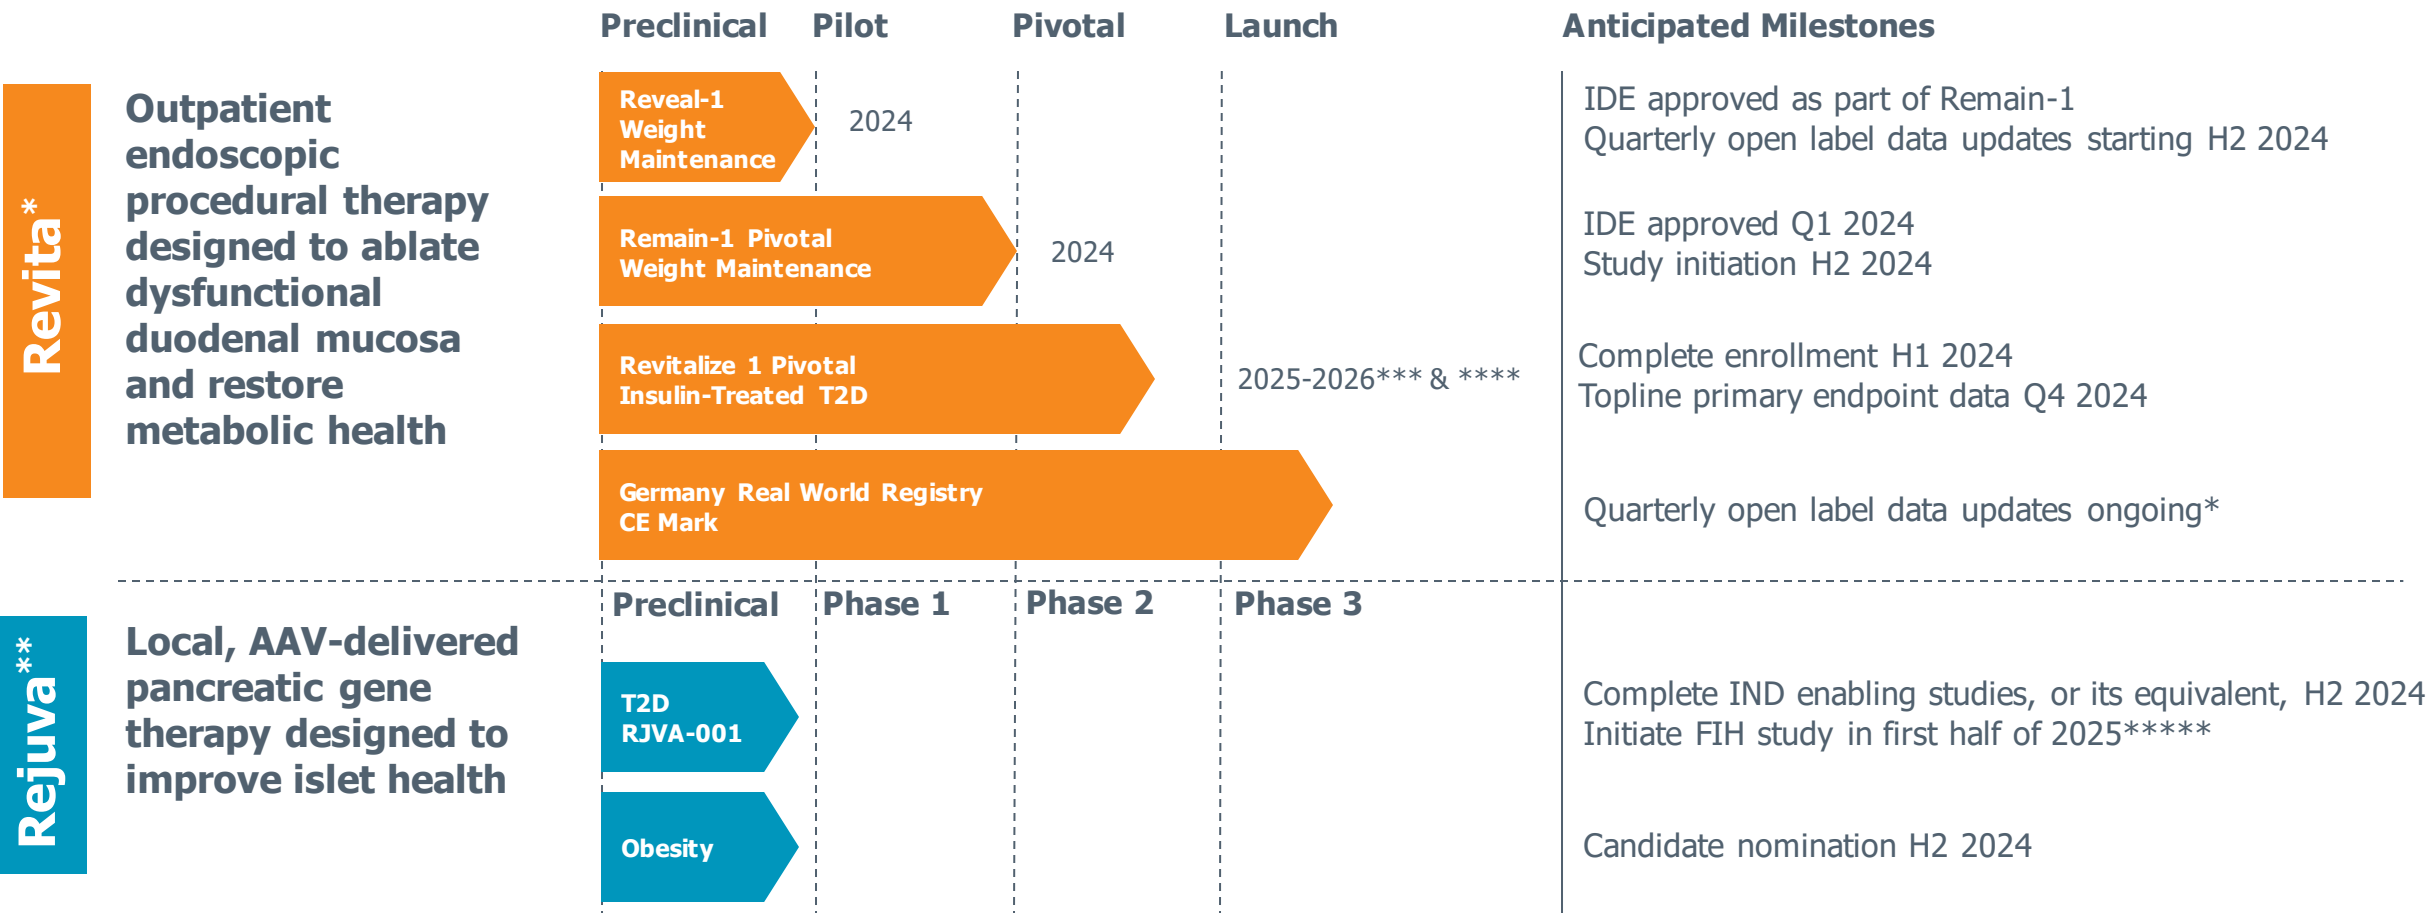 Preclinical Pilot Pivotal Launch Anticipated Milestones
Revita*
Outpatient
endoscopic
procedural therapy
designed to ablate
dysfunctional
duodenal mucosa
and restore
metabolic health
Reveal-1
Weight
Maintenance
2024
IDE approved as part of Remain-1
Quarterly open label data updates starting H2 2024
Remain-1 Pivotal
Weight Maintenance
2024
IDE approved Q1 2024
Study initiation H2 2024
Revitalize 1 Pivotal
Insulin-Treated T2D
2025-2026*** & ****
Complete enrollment H1 2024
Topline primary endpoint data Q4 2024
Germany Real World Registry
CE Mark
Quarterly open label data updates ongoing*
Preclinical Phase 1 Phase 2 Phase 3
Rejuva**
Local, AAV-delivered
pancreatic gene
therapy designed to
improve islet health
T2D
RJVA-001
Complete IND enabling studies, or its equivalent, H2 2024
Initiate FIH study in first half of 2025*****
Obesity
Candidate nomination H2 2024